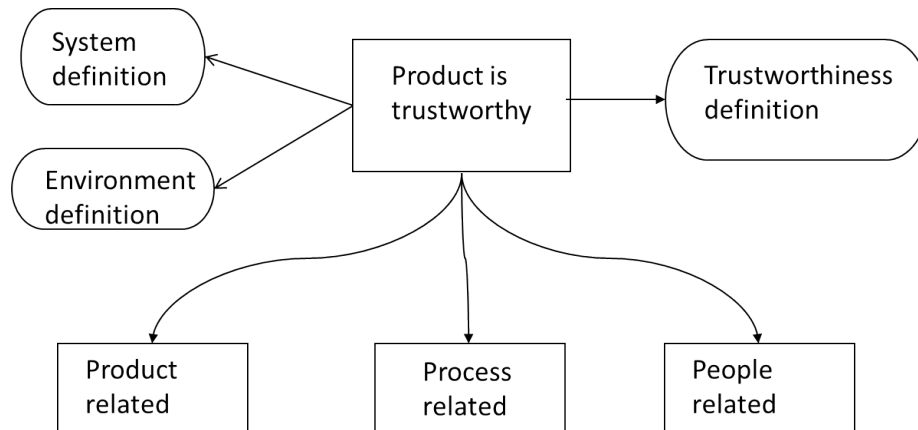 System
definition
Product is
trustworthy
Trustworthiness
definition
Environment
definition
Product
related
Process
related
People
related